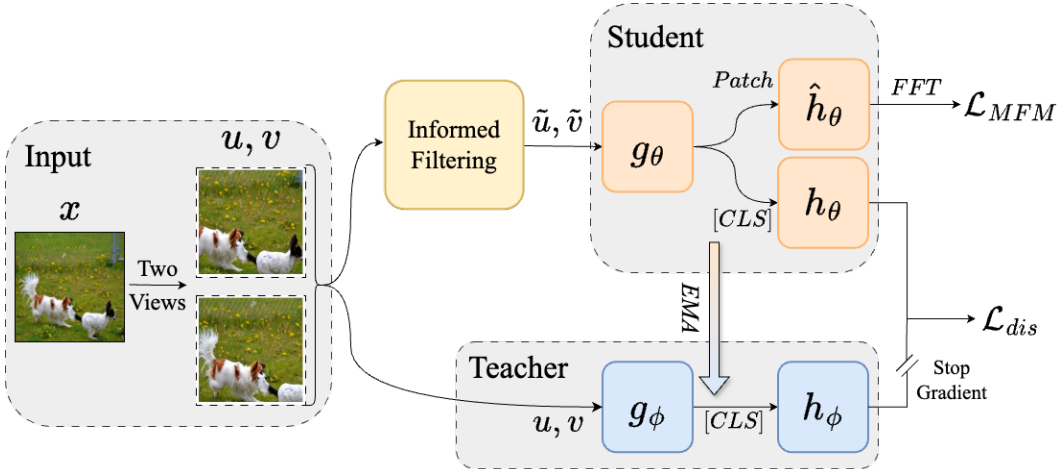 Student
Input
u, v
x
Two
Views
Informed
Filtering
ũ, ṽ
g_θ
Patch
[CLS]
ĥ_θ
h_θ
FFT
ℒ_MFM
EMA
ℒ_dis
Stop
Gradient
Teacher
u, v
g_ϕ
[CLS]
h_ϕ